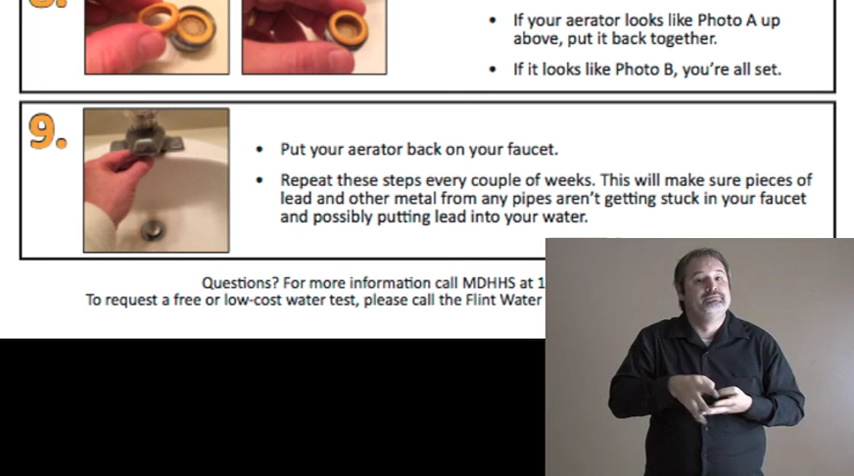 • If your aerator looks like Photo A up
above, put it back together.
• If it looks like Photo B, you're all set.
9.
• Put your aerator back on your faucet.
• Repeat these steps every couple of weeks. This will make sure pieces of
lead and other metal from any pipes aren't getting stuck in your faucet
and possibly putting lead into your water.
Questions? For more information call MDHHS at 1
To request a free or low-cost water test, please call the Flint Water